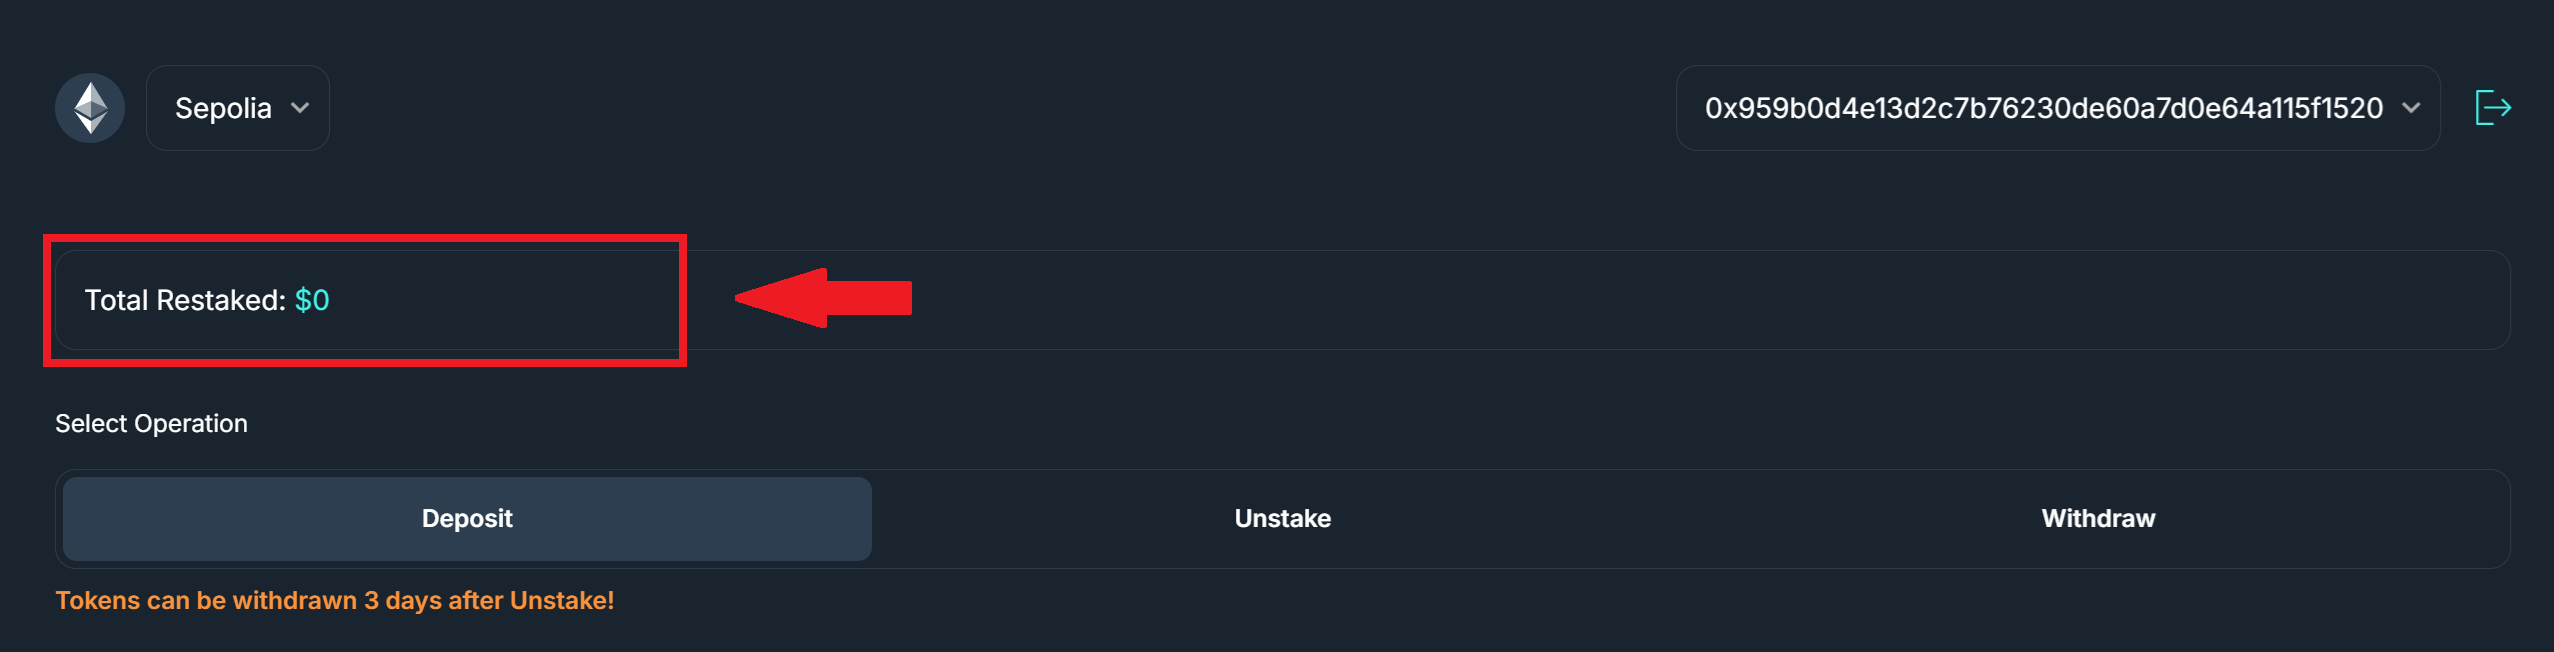 Sepolia
0x959b0d4e13d2c7b76230de60a7d0e64a115f1520
Total Restaked: $0
Select Operation
Deposit
Unstake
Withdraw
Tokens can be withdrawn 3 days after Unstake!